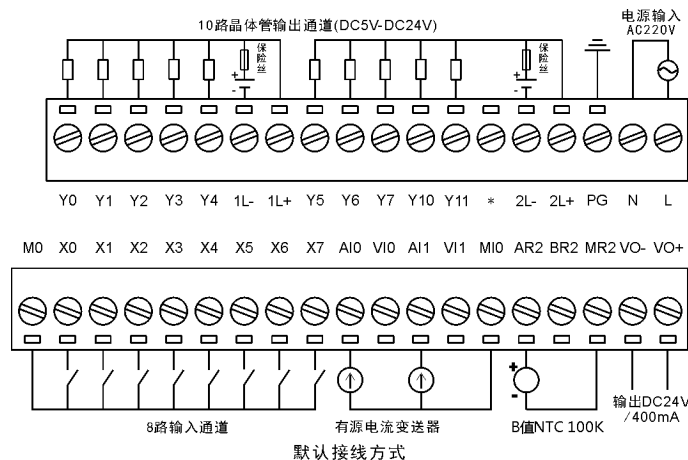 10路晶体管输出通道(DC5V-DC24V)
电源输入
AC220V
保险丝
保险丝
+
-
+
-
Y0 Y1 Y2 Y3 Y4 1L- 1L+ Y5 Y6 Y7 Y10 Y11 * 2L- 2L+ PG N L
M0 X0 X1 X2 X3 X4 X5 X6 X7 AI0 VI0 AI1 VI1 MI0 AR2 BR2 MR2 VO- VO+
+
-
8路输入通道
有源电流变送器
B值NTC 100K
输出DC24V
/400mA
默认接线方式